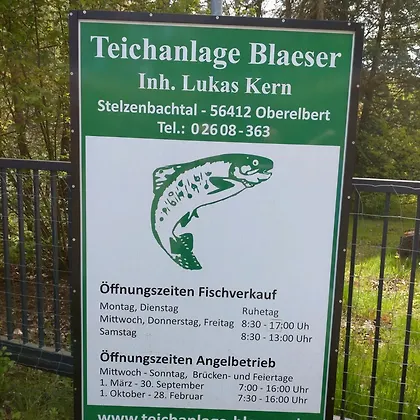 Teichanlage Blaeser
Inh. Lukas Kern
Stelzenbachtal - 56412 Oberelbert
Tel.: 02608-363
Öffnungszeiten Fischverkauf
Montag, Dienstag Ruhetag
Mittwoch, Donnerstag, Freitag 8:30 - 17:00 Uh
Samstag 8:30 - 13:00 Uhr
Öffnungszeiten Angelbetrieb
Mittwoch - Sonntag, Brücken- und Feiertage
1. März - 30. September 7:00 - 16:00 Uhr
1. Oktober - 28. Februar 7:30 - 16:00 Uhr